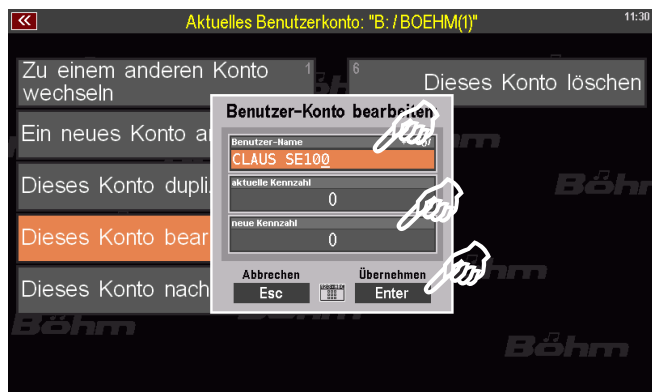 Aktuelles Benutzerkonto: "B: / BOEHM(1)"
11:30
Zu einem anderen Konto
wechseln
1
6
Dieses Konto löschen
Ein neues Konto
Dieses Konto dupli
Dieses Konto bear
Dieses Konto nach
Benutzer-Konto bearbeiten
Benutzer-Name
CLAUS SE100
aktuelle Kennzahl
0
neue Kennzahl
0
Abbrechen
Übernehmen
Esc
Enter
Böhm
Böhm